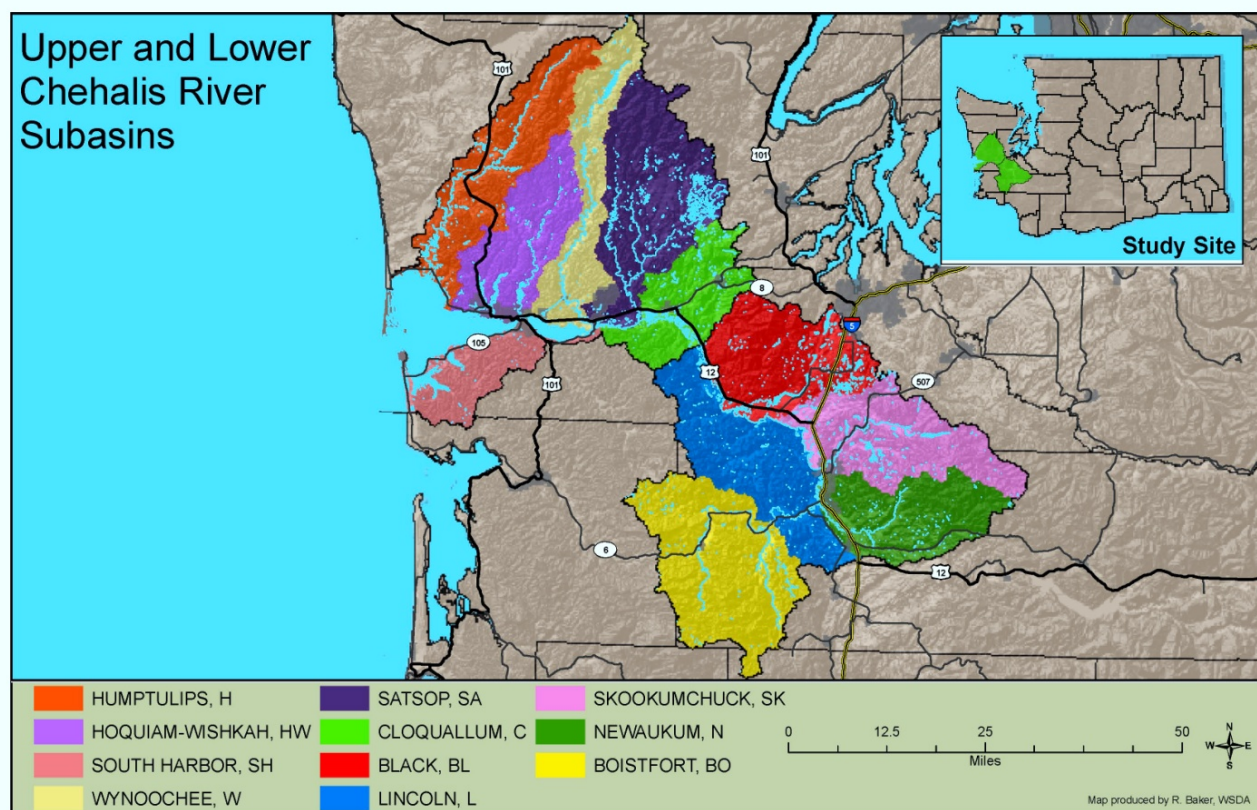 Upper and Lower
Chehalis River
Subasins
101
101
8
5
105
101
12
507
6
12
Study Site
HUMPTULIPS, H
HOQUIAM-WISHKAH, HW
SOUTH HARBOR, SH
WYNOOCHEE, W
SATSOP, SA
CLOQUALLUM, C
BLACK, BL
LINCOLN, L
SKOOKUMCHUCK, SK
NEWAUKUM, N
BOISTFORT, BO
0 12.5 25 50
Miles
N
W E
S
Map produced by R. Baker, WSDA